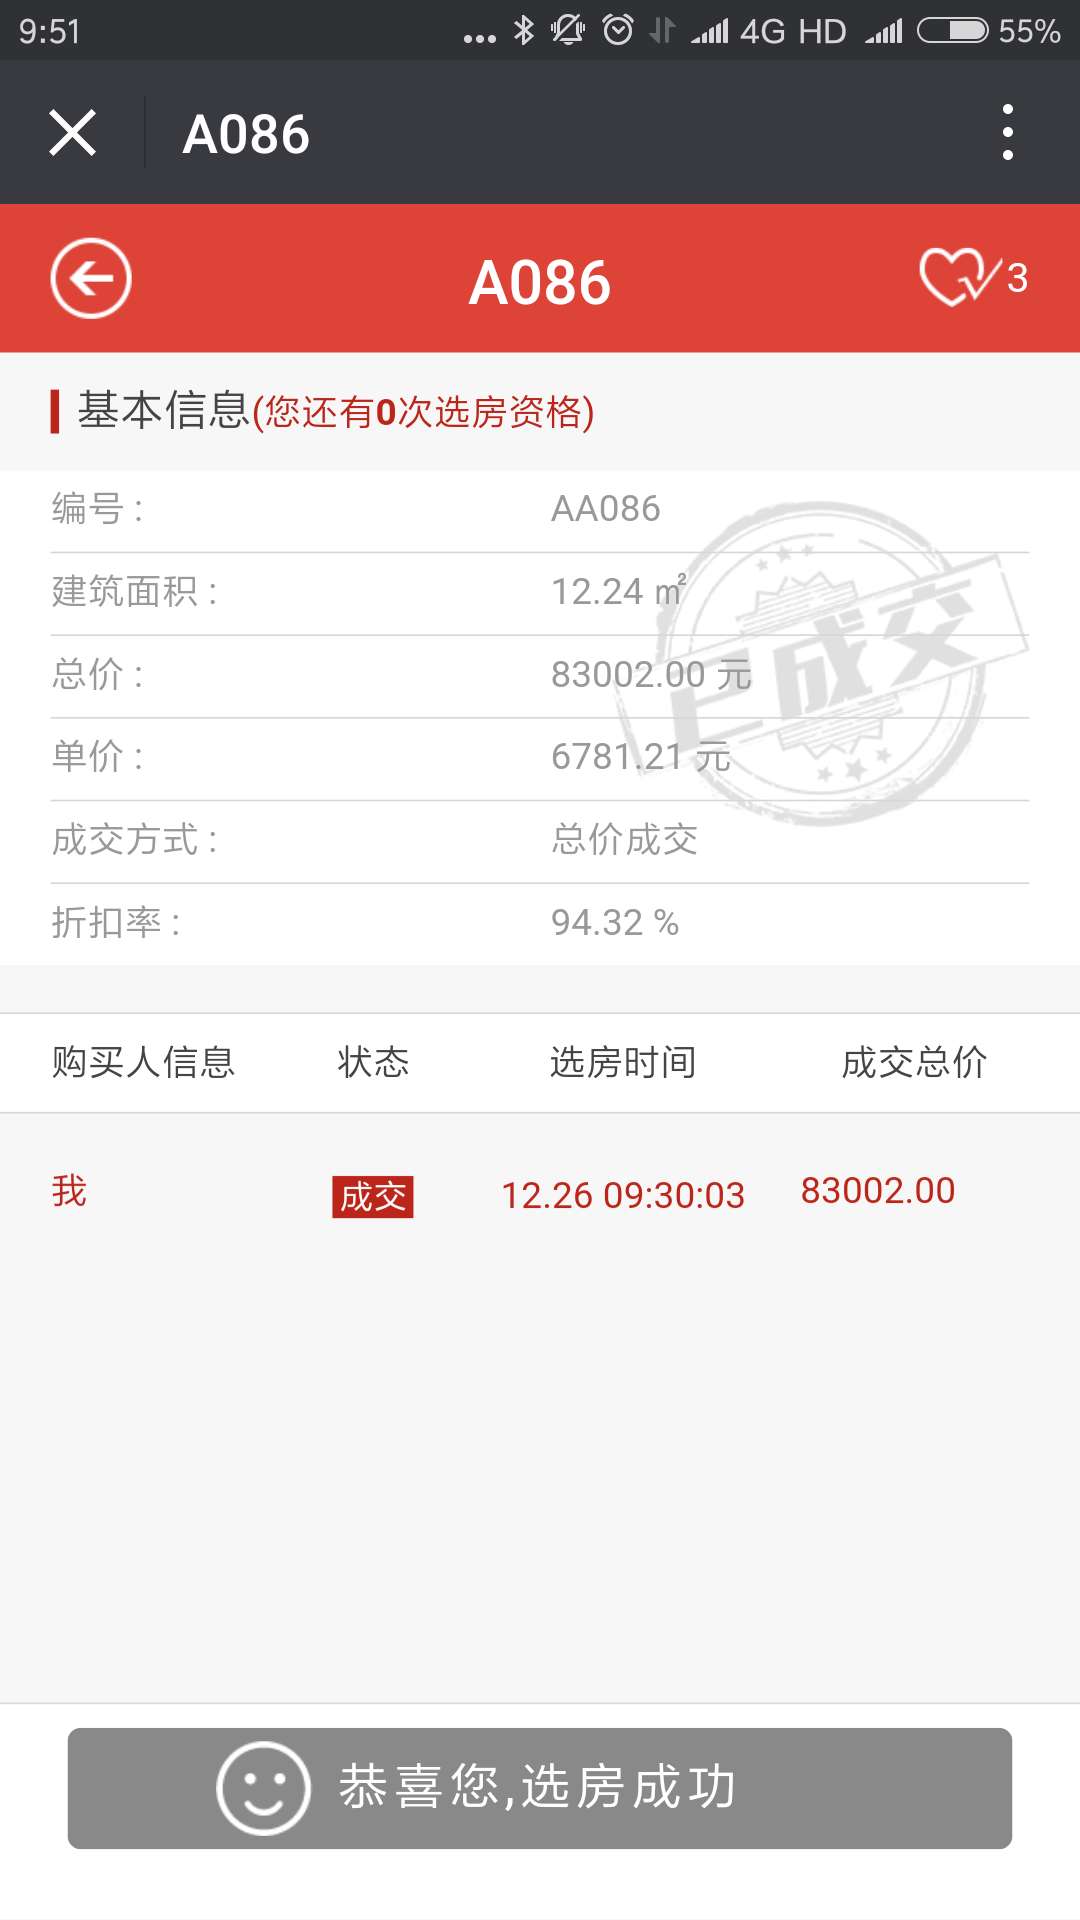 9:51 ... 4G HD 55%
A086
A086 3
基本信息(您还有0次选房资格)
编号： AA086
建筑面积： 12.24 ㎡
总价： 83002.00 元
单价： 6781.21 元
已成交
成交方式： 总价成交
折扣率： 94.32 %
购买人信息 状态 选房时间 成交总价
我 成交 12.26 09:30:03 83002.00
恭喜您,选房成功